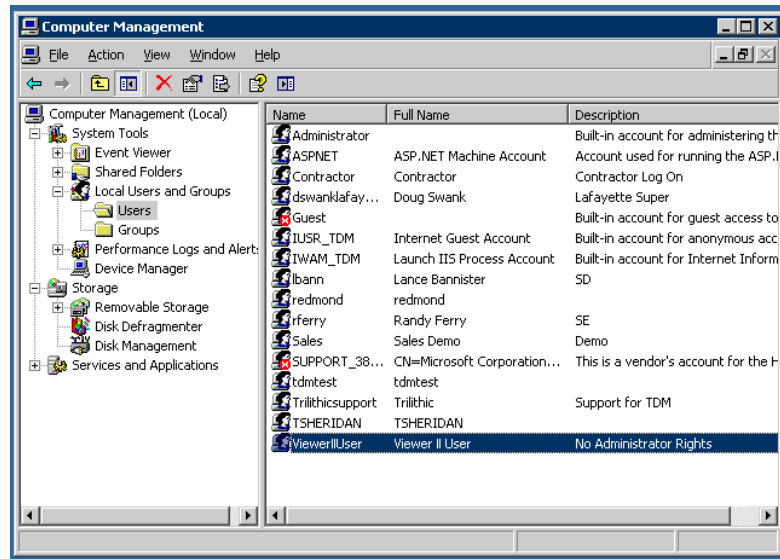 Computer Management
File Action View Window Help
Computer Management (Local)
System Tools
Event Viewer
Shared Folders
Local Users and Groups
Users
Groups
Performance Logs and Alert
Device Manager
Storage
Removable Storage
Disk Defragmenter
Disk Management
Services and Applications
Name Full Name Description
Administrator Built-in account for administering th
ASPNET ASP.NET Machine Account Account used for running the ASP.
Contractor Contractor Contractor Log On
dswanklafay... Doug Swank Lafayette Super
Guest Built-in account for guest access to
IUSR_TDM Internet Guest Account Built-in account for anonymous acc
IWAM_TDM Launch IIS Process Account Built-in account for Internet Inform
lbann Lance Bannister SD
redmond redmond
rferry Randy Ferry SE
Sales Sales Demo Demo
SUPPORT_38... CN=Microsoft Corporation... This is a vendor's account for the H
tdmtest tdmtest
Trilithicsupport Trilithic Support for TDM
TSHERIDAN TSHERIDAN
ViewerIIUser Viewer II User No Administrator Rights